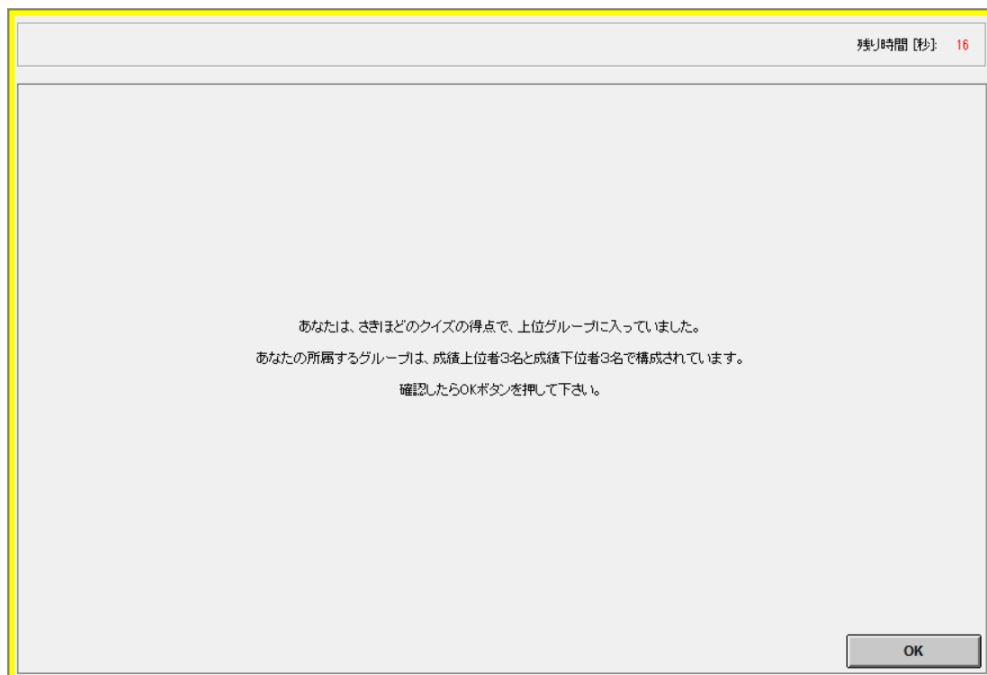 残り時間 [秒]: 16
あなたは、さきほどのクイズの得点で、上位グループに入っていました。
あなたの所属するグループは、成績上位者3名と成績下位者3名で構成されています。
確認したらOKボタンを押して下さい。
OK